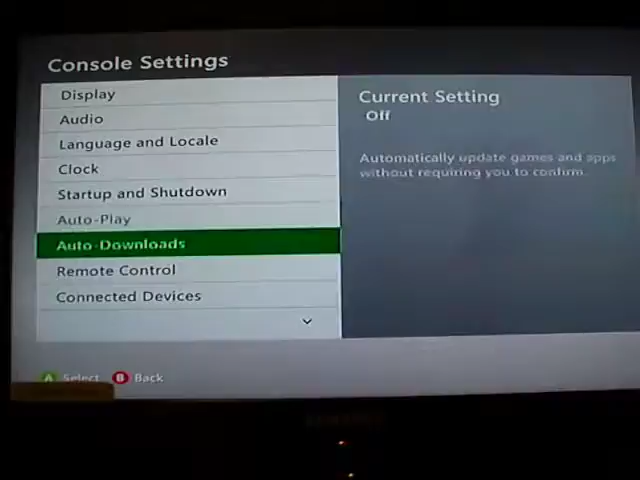 Console Settings
Display
Audio
Language and Locale
Clock
Startup and Shutdown
Auto-Play
Auto-Downloads
Remote Control
Connected Devices
Current Setting
Off
Automatically update games and apps
without requiring you to confirm.
A Select B Back
SAMSUNG